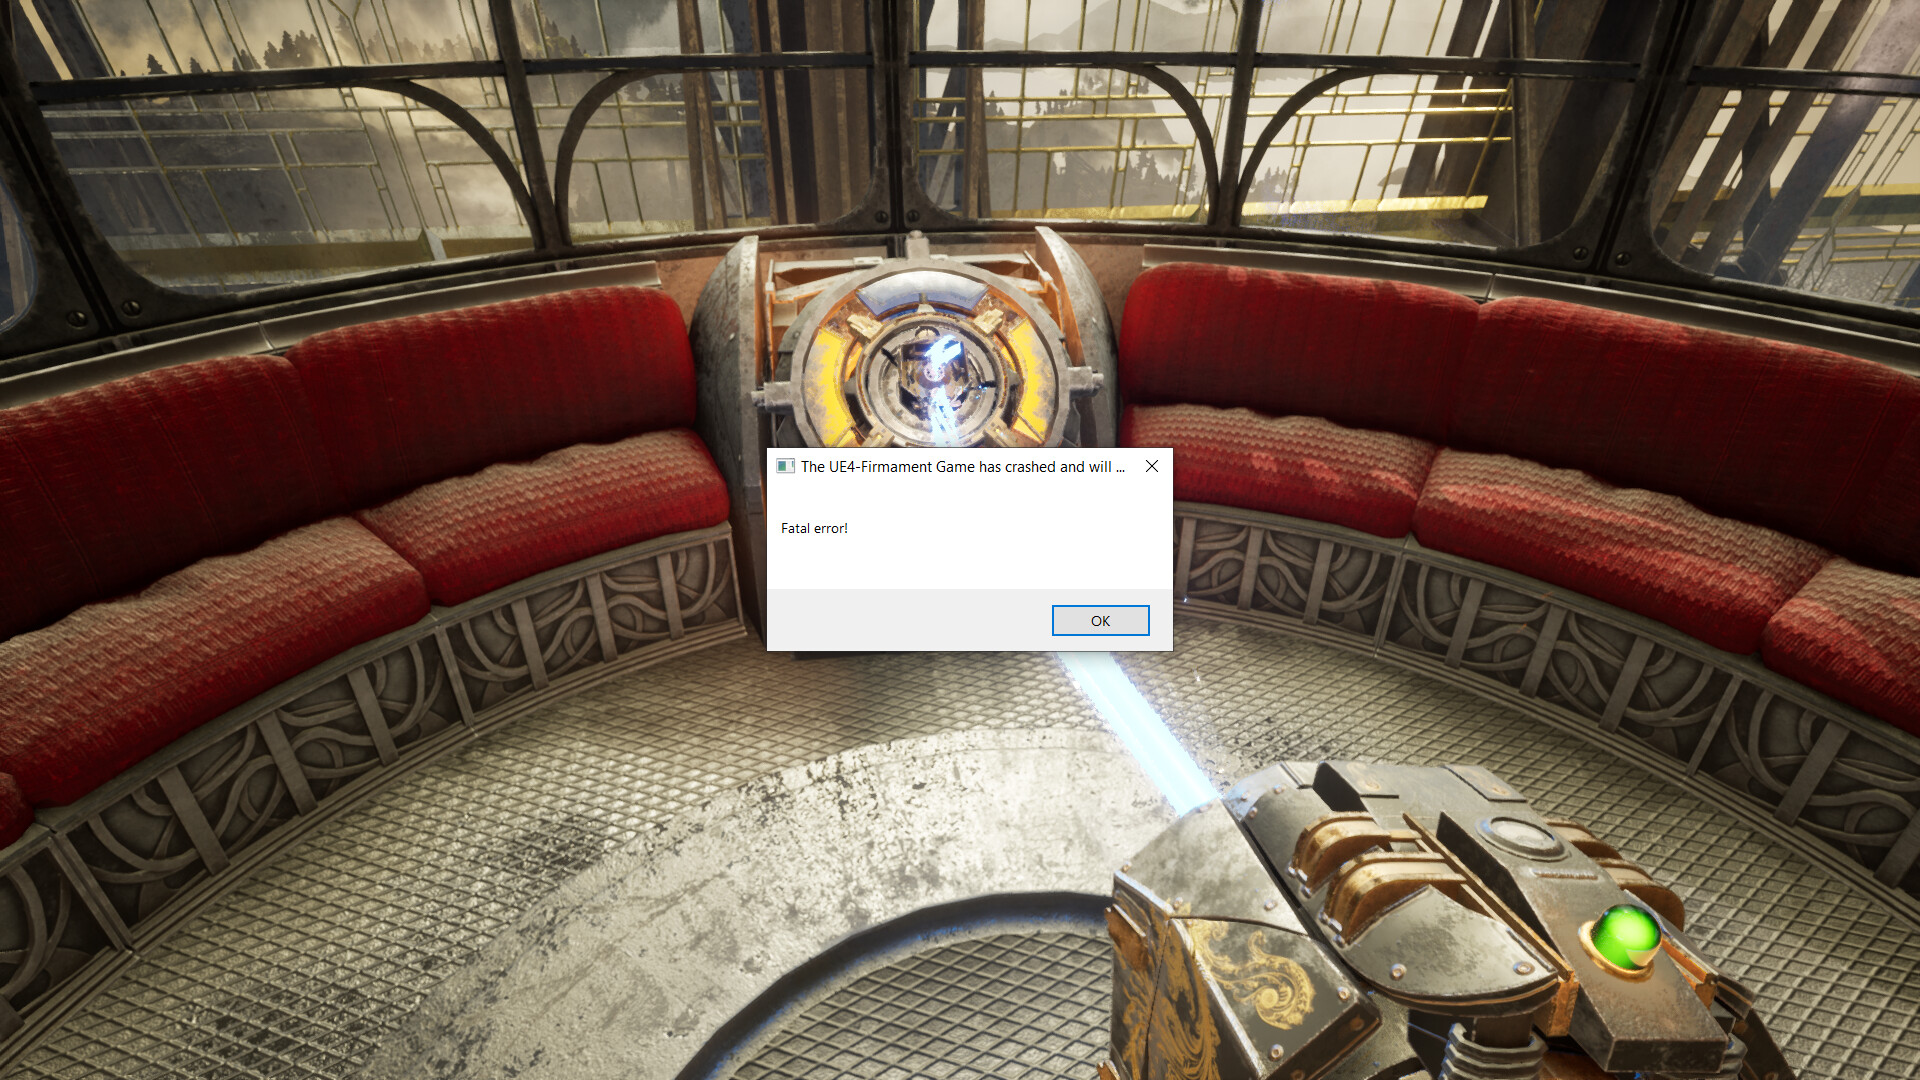 The UE4-Firmament Game has crashed and will ...
Fatal error!
OK